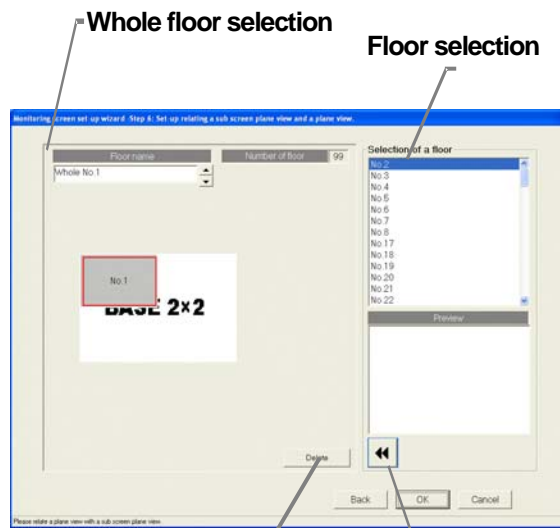 Whole floor selection
Floor selection
Monitoring screen set up wizard -Step 6: Set up relating a sub screen plane view and a plane view.
Floor name
Number of floor 99
Whole No.1
No.1
BASE 2×2
Delete
Selection of a floor
No.2
No.3
No.4
No.5
No.6
No.7
No.8
No.17
No.18
No.19
No.20
No.21
No.22
Preview
Back
OK
Cancel
Please relate a plane view with a sub screen plane view